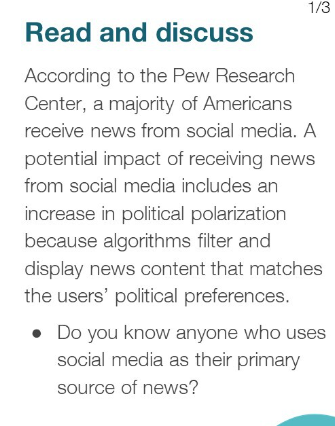 1/3
Read and discuss
According to the Pew Research
Center, a majority of Americans
receive news from social media. A
potential impact of receiving news
from social media includes an
increase in political polarization
because algorithms filter and
display news content that matches
the users’ political preferences.
● Do you know anyone who uses
social media as their primary
source of news?